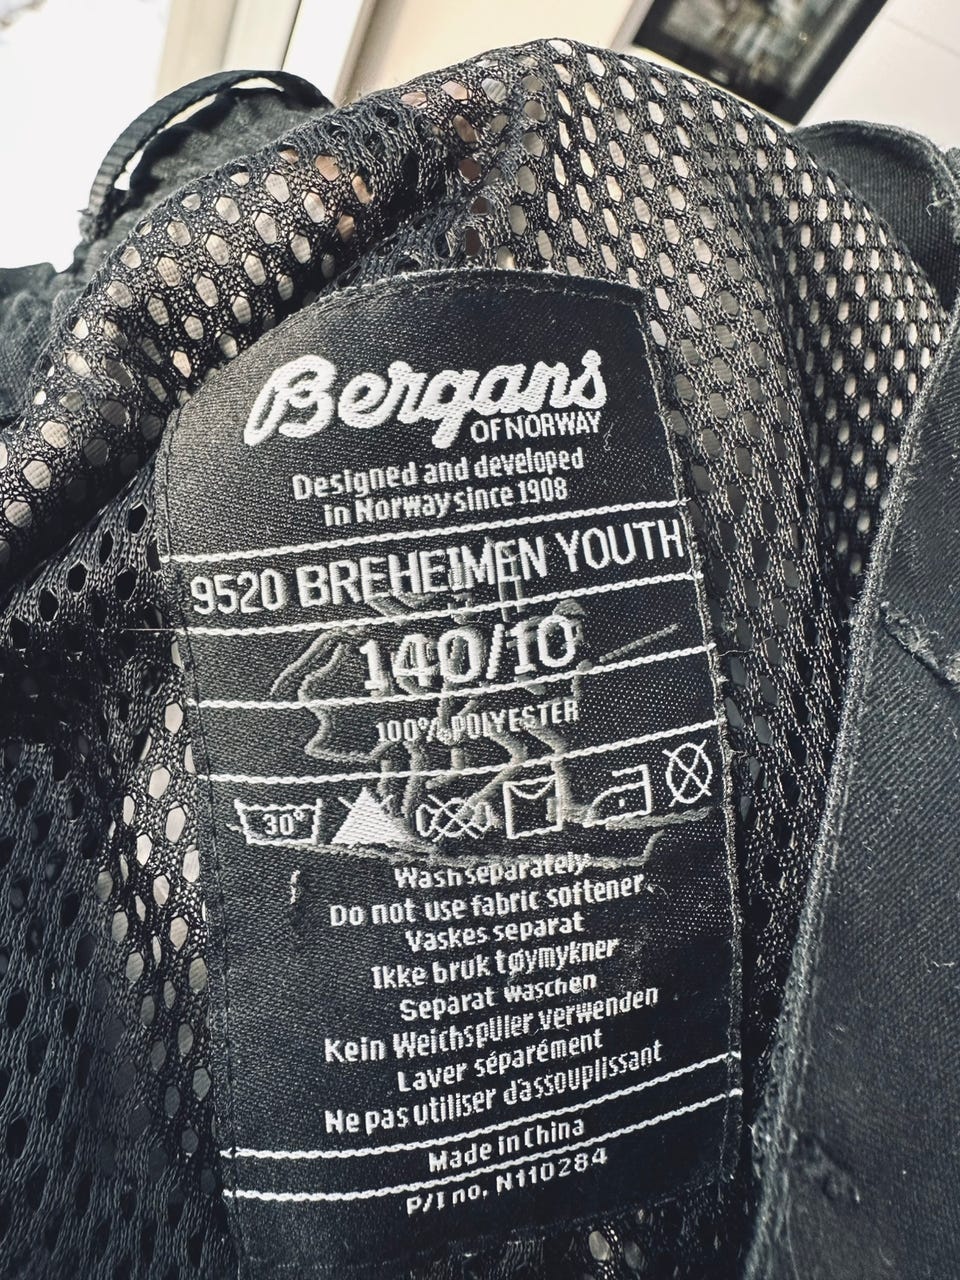 Bergans
OF NORWAY
Designed and developed
in Norway since 1908
9520 BREHEIMEN YOUTH
140/10
100% POLYESTER
30°
Wash separately
Do not use fabric softener
Vaskes separat
Ikke bruk tøymykner
Separat waschen
Kein Weichspüler verwenden
Laver séparément
Ne pas utiliser d'assouplissant
Made in China
P/I no. N110284